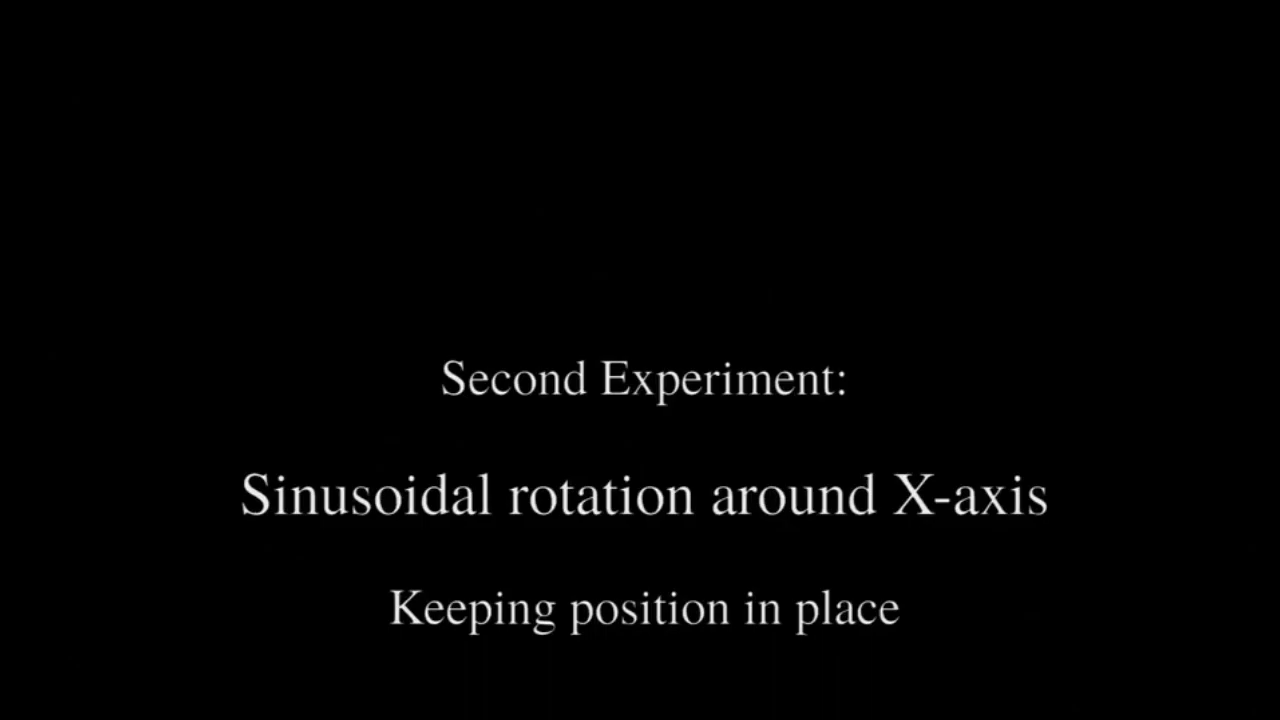 Second Experiment:
Sinusoidal rotation around X-axis
Keeping position in place